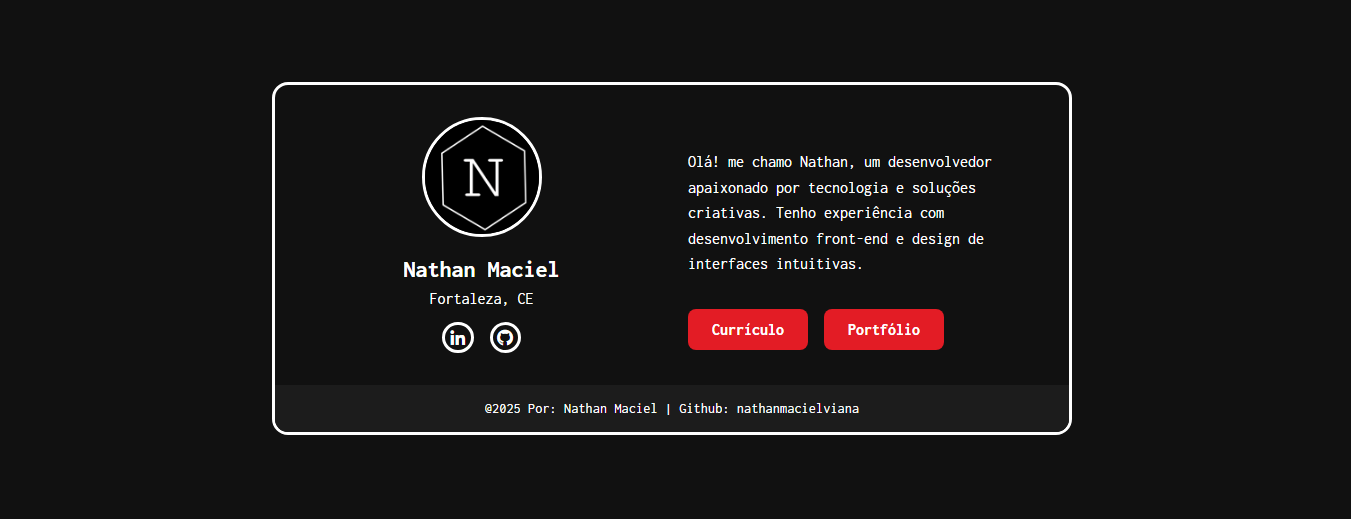 N
Nathan Maciel
Fortaleza, CE
in
Olá! me chamo Nathan, um desenvolvedor
apaixonado por tecnologia e soluções
criativas. Tenho experiência com
desenvolvimento front-end e design de
interfaces intuitivas.
Currículo Portfólio
@2025 Por: Nathan Maciel | Github: nathanmacielviana